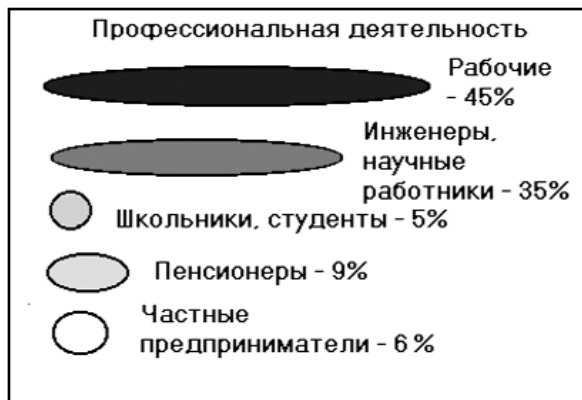 Профессиональная деятельность
Рабочие
- 45%
Инженеры,
научные
работники - 35%
Школьники, студенты - 5%
Пенсионеры - 9%
Частные
предприниматели - 6%